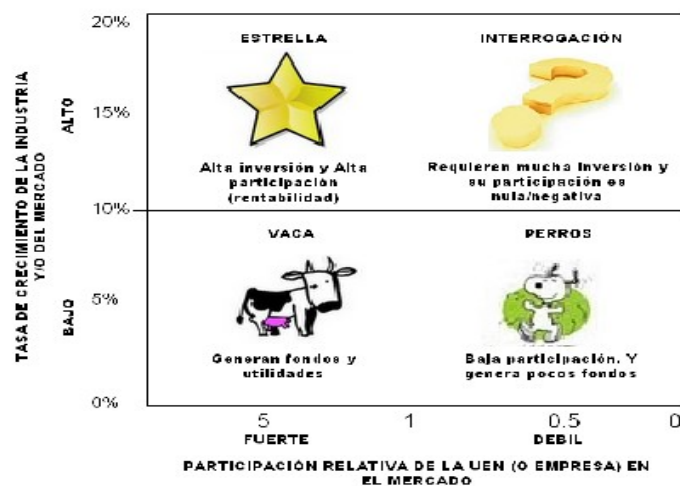 ESTRELLA
INTERROGACIÓN
Alta inversión y Alta
participación
(rentabilidad)
Requieren mucha inversión y
su participación es
nula/negativa
VACA
PERROS
Generan fondos y
utilidades
Baja participación. Y
genera pocos fondos
TASA DE CRECIMIENTO DE LA INDUSTRIA
Y/O DEL MERCADO
ALTO
BAJO
20%
15%
10%
5%
0%
5
1
0.5
0
FUERTE
DEBIL
PARTICIPACIÓN RELATIVA DE LA UEN (O EMPRESA) EN
EL MERCADO